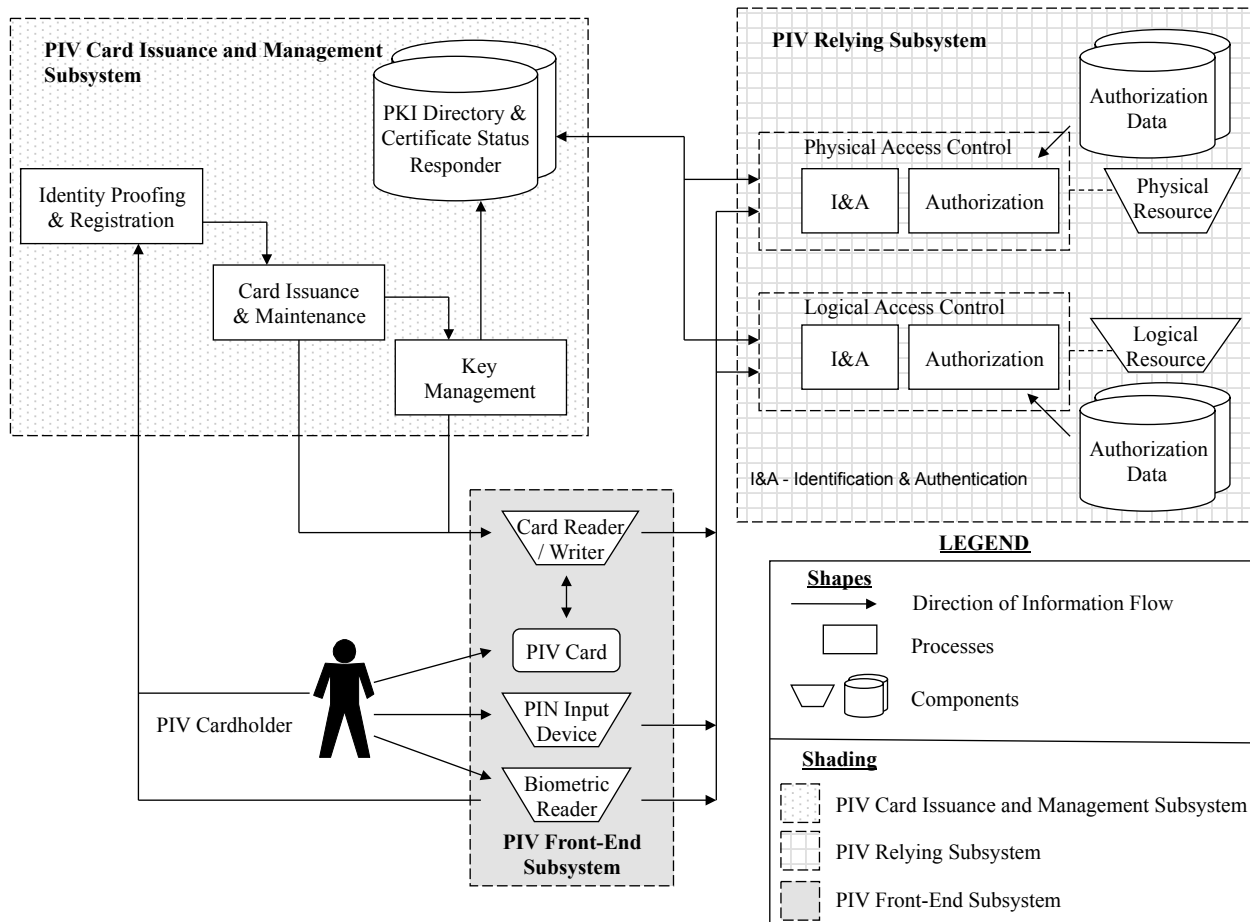 PIV Card Issuance and Management
Subsystem
PKI Directory &
Certificate Status
Responder
Identity Proofing
& Registration
Card Issuance
& Maintenance
Key
Management
PIV Relying Subsystem
Authorization
Data
Physical Access Control
I&A
Authorization
Physical
Resource
Logical Access Control
I&A
Authorization
Logical
Resource
Authorization
Data
I&A - Identification & Authentication
Card Reader
/ Writer
PIV Card
PIV Cardholder
PIN Input
Device
Biometric
Reader
PIV Front-End
Subsystem
LEGEND
Shapes
Direction of Information Flow
Processes
Components
Shading
PIV Card Issuance and Management Subsystem
PIV Relying Subsystem
PIV Front-End Subsystem